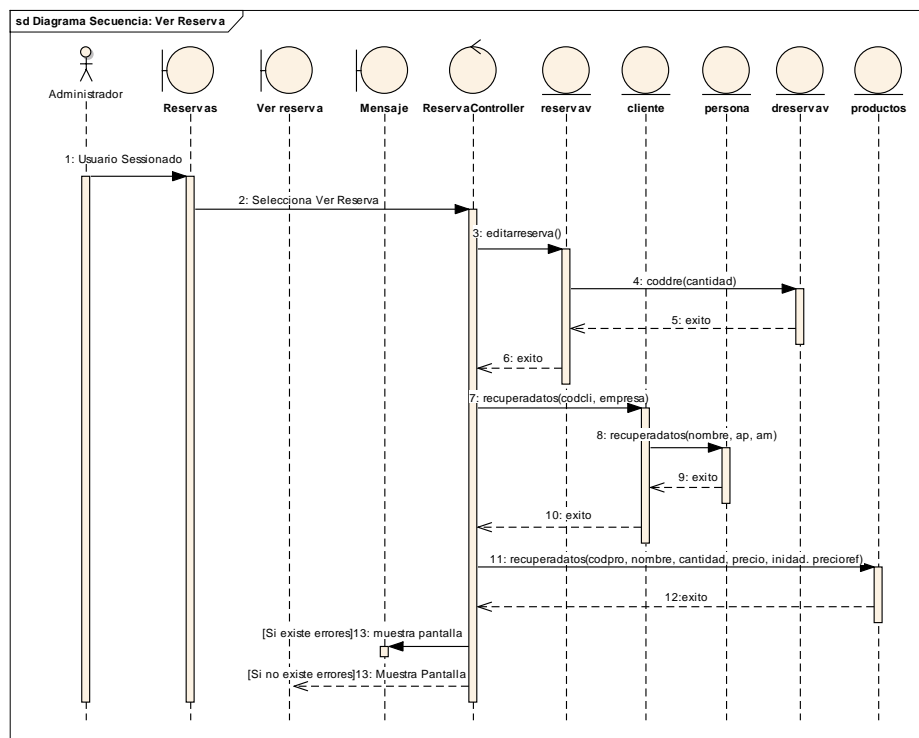 sd Diagrama Secuencia: Ver Reserva
Administrador
Reservas
Ver reserva
Mensaje
ReservaController
reservav
cliente
persona
dreservav
productos
1: Usuario Sessionado
2: Selecciona Ver Reserva
3: editarreserva()
4: coddre(cantidad)
5: exito
6: exito
7: recuperadatos(codcli, empresa)
8: recuperadatos(nombre, ap, am)
9: exito
10: exito
11: recuperadatos(codpro, nombre, cantidad, precio, inidad. precioref)
12:exito
[Si existe errores]13: muestra pantalla
[Si no existe errores]13: Muestra Pantalla